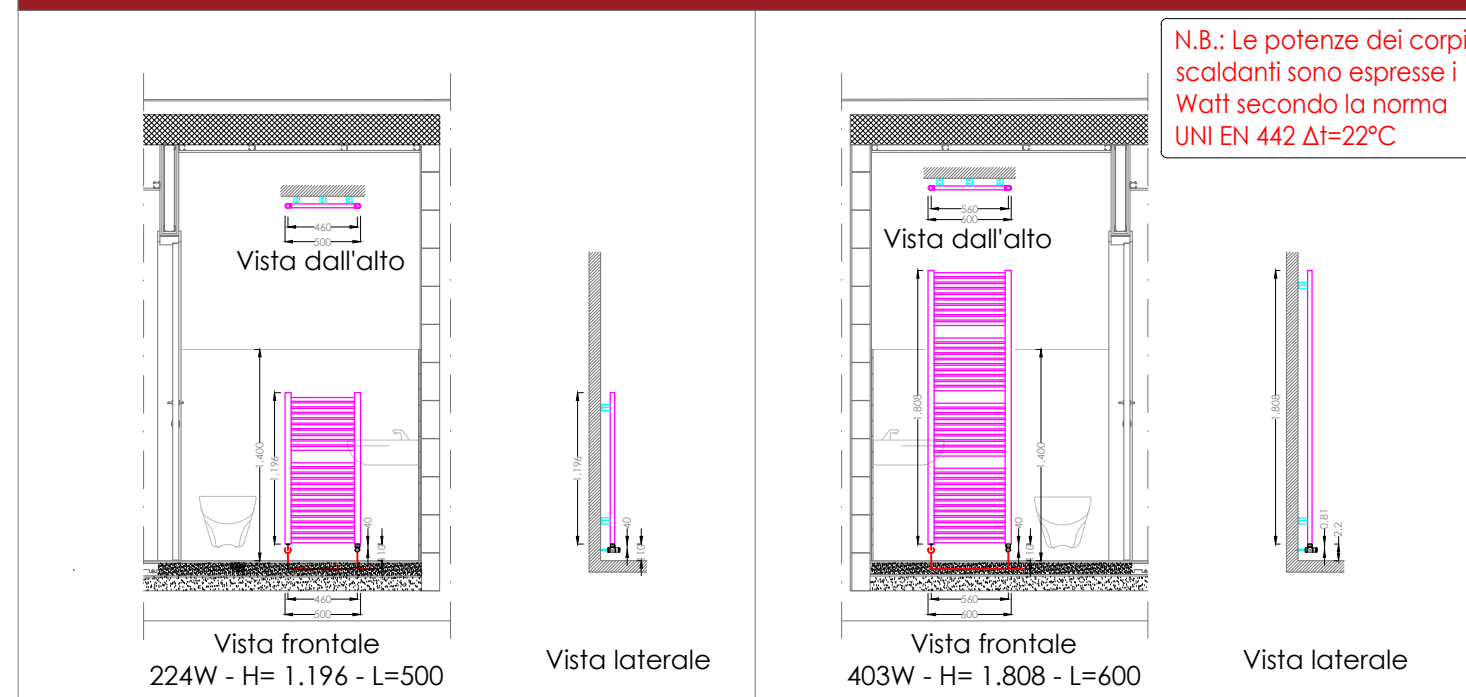 N.B.: Le potenze dei corpi
scaldanti sono espresse i
Watt secondo la norma
UNI EN 442 Δt=22°C
460
500
Vista dall'alto
1.400
1.196
40
110
460
500
Vista frontale
224W - H= 1.196 - L=500
1.196
40
110
Vista laterale
560
600
Vista dall'alto
1.808
1.400
40
110
560
600
Vista frontale
403W - H= 1.808 - L=600
1.808
0.81
2.2
Vista laterale